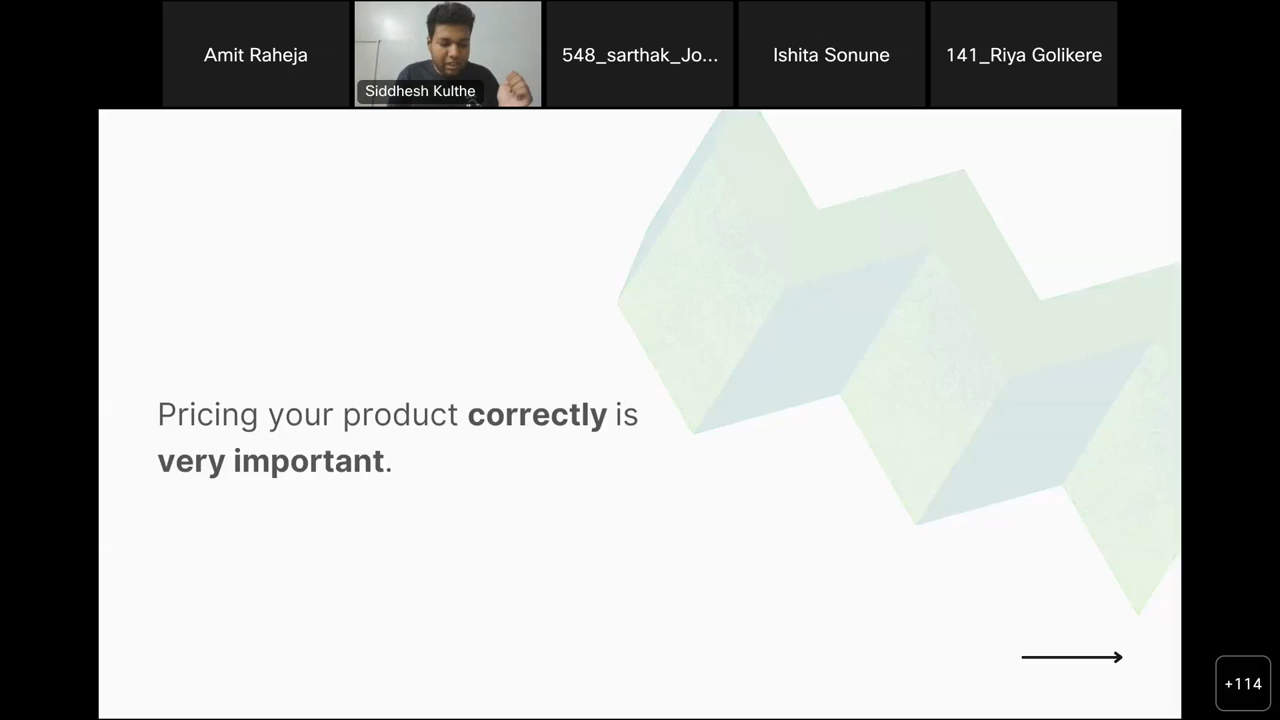 Amit Raheja
Siddhesh Kulthe
548_sarthak_Jo...
Ishita Sonune
141_Riya Golikere
Pricing your product correctly is
very important.
+114